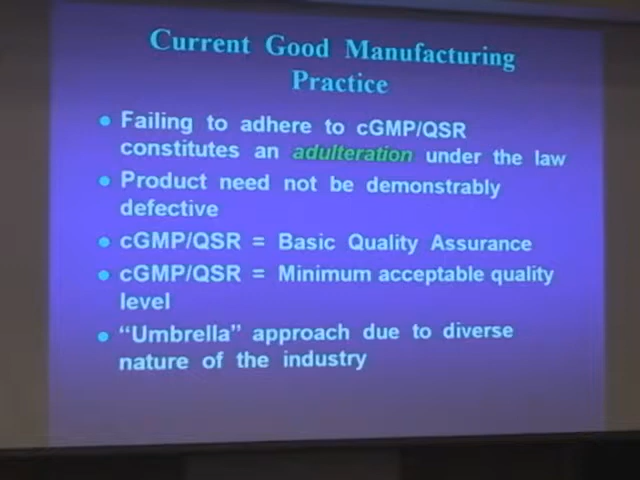 Current Good Manufacturing
Practice
• Failing to adhere to cGMP/QSR
constitutes an adulteration under the law
• Product need not be demonstrably
defective
• cGMP/QSR = Basic Quality Assurance
• cGMP/QSR = Minimum acceptable quality
level
• “Umbrella” approach due to diverse
nature of the industry